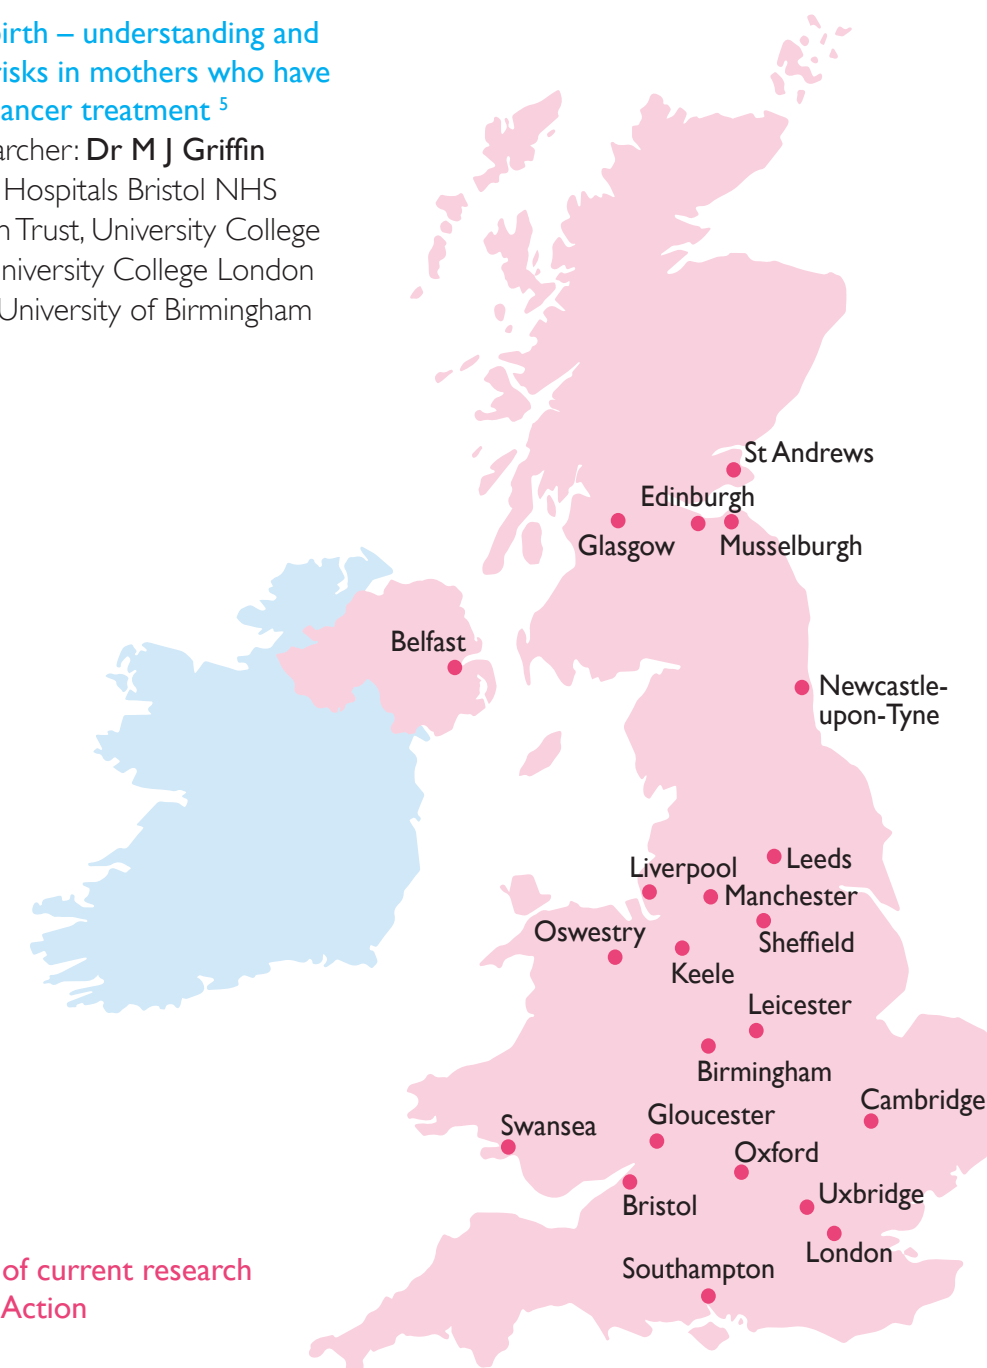 irth – understanding and
risks in mothers who have
ancer treatment 5
archer: Dr M J Griffin
Hospitals Bristol NHS
n Trust, University College
niversity College London
University of Birmingham
St Andrews
Edinburgh
Glasgow
Musselburgh
Belfast
Newcastle-
upon-Tyne
Leeds
Liverpool
Manchester
Oswestry
Sheffield
Keele
Leicester
Birmingham
Cambridge
Gloucester
Swansea
Oxford
Uxbridge
Bristol
London
Southampton
of current research
Action